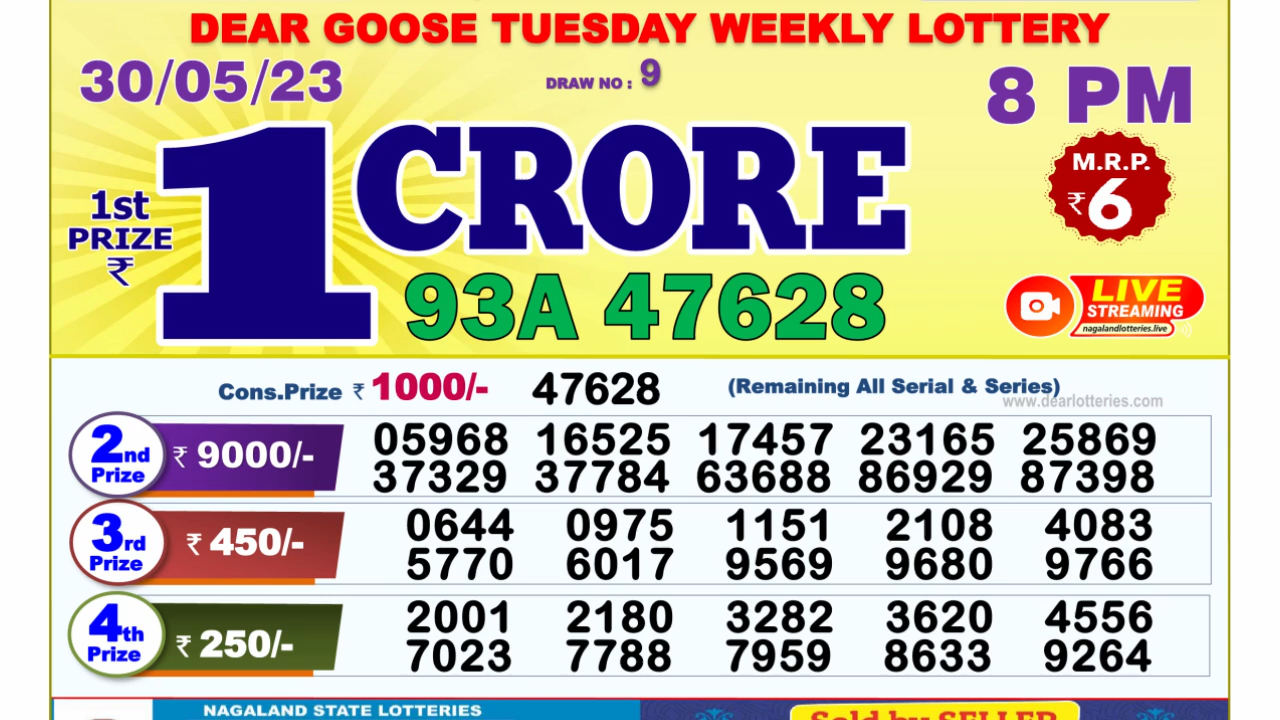 DEAR GOOSE TUESDAY WEEKLY LOTTERY
30/05/23
DRAW NO : 9
8 PM
M.R.P.
₹6
1st
PRIZE
₹
1 CRORE
93A 47628
LIVE
STREAMING
nagalandlotteries.live
Cons.Prize ₹ 1000/- 47628 (Remaining All Serial & Series)
www.dearlotteries.com
2nd
Prize
₹ 9000/-
05968 16525 17457 23165 25869
37329 37784 63688 86929 87398
3rd
Prize
₹ 450/-
0644 0975 1151 2108 4083
5770 6017 9569 9680 9766
4th
Prize
₹ 250/-
2001 2180 3282 3620 4556
7023 7788 7959 8633 9264
NAGALAND STATE LOTTERIES
Sold by SELLER